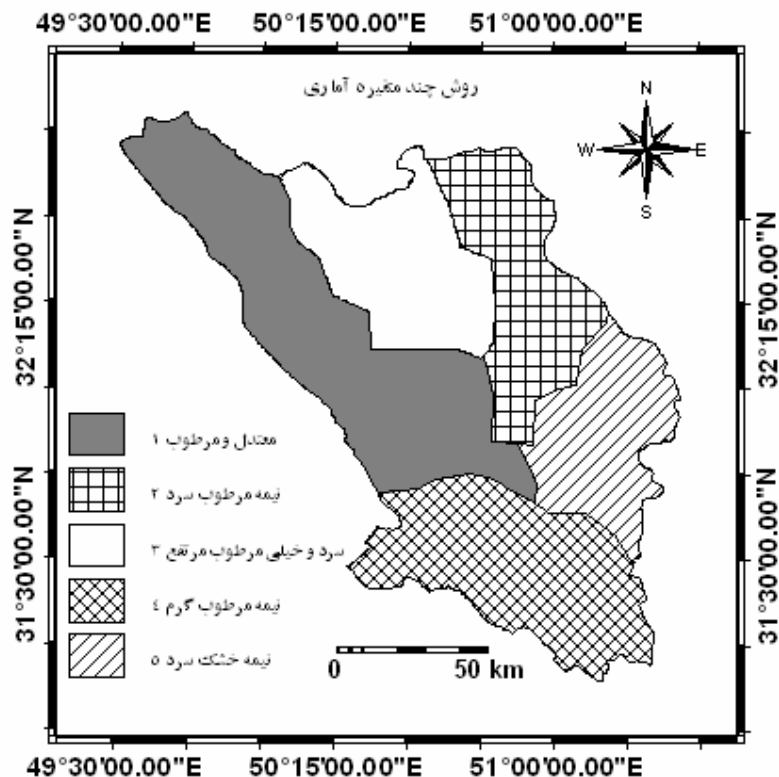 49°30'00.00"E 50°15'00.00"E 51°00'00.00"E
روش چند متغیره آماری
N
W E
S
32°15'00.00"N 32°15'00.00"N
معتدل و مرطوب ۱
نیمه مرطوب سرد ۲
سرد و خیلی مرطوب مرتفع ۳
نیمه مرطوب گرم ٤
نیمه خشک سرد ٥
31°30'00.00"N 31°30'00.00"N
0 50 km
49°30'00.00"E 50°15'00.00"E 51°00'00.00"E